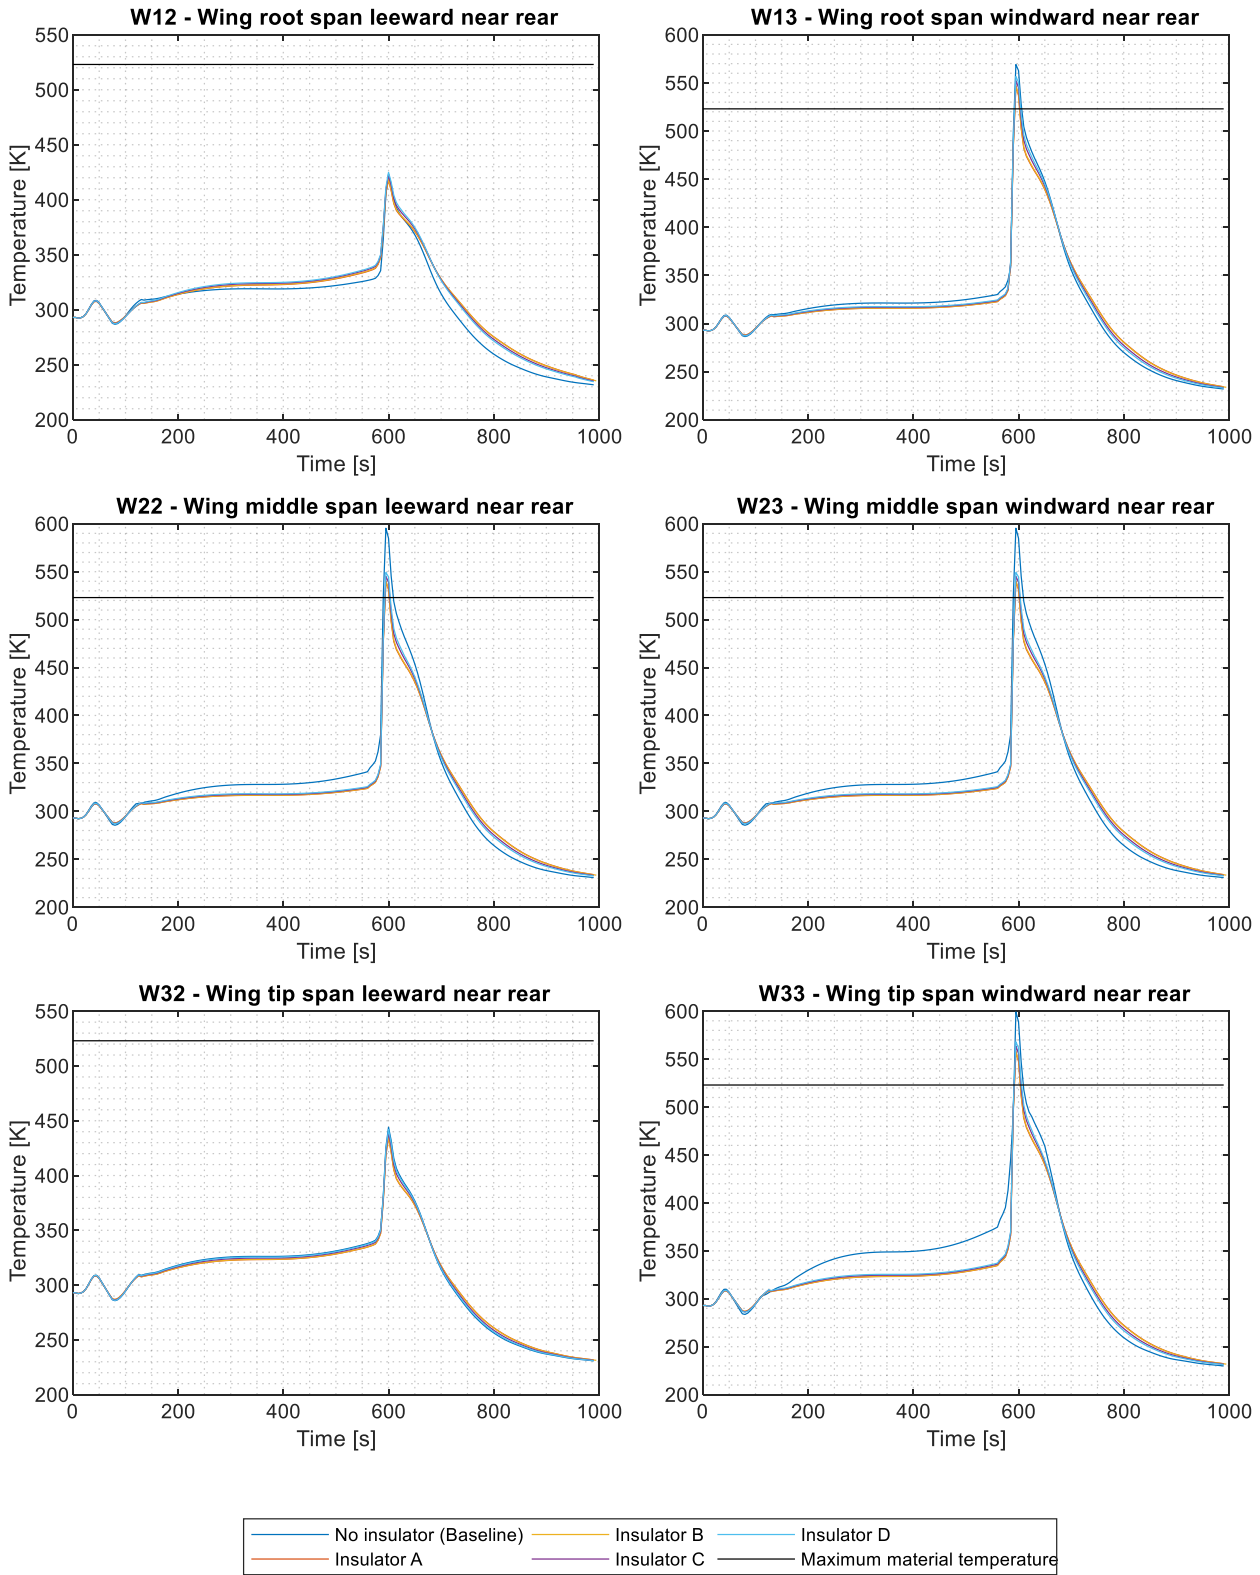 W12 - Wing root span leeward near rear
550
500
450
400
350
300
250
200
Temperature [K]
0 200 400 600 800 1000
Time [s]
W13 - Wing root span windward near rear
600
550
500
450
400
350
300
250
200
Temperature [K]
0 200 400 600 800 1000
Time [s]
W22 - Wing middle span leeward near rear
600
550
500
450
400
350
300
250
200
Temperature [K]
0 200 400 600 800 1000
Time [s]
W23 - Wing middle span windward near rear
600
550
500
450
400
350
300
250
200
Temperature [K]
0 200 400 600 800 1000
Time [s]
W32 - Wing tip span leeward near rear
550
500
450
400
350
300
250
200
Temperature [K]
0 200 400 600 800 1000
Time [s]
W33 - Wing tip span windward near rear
600
550
500
450
400
350
300
250
200
Temperature [K]
0 200 400 600 800 1000
Time [s]
No insulator (Baseline) Insulator B Insulator D
Insulator A Insulator C Maximum material temperature